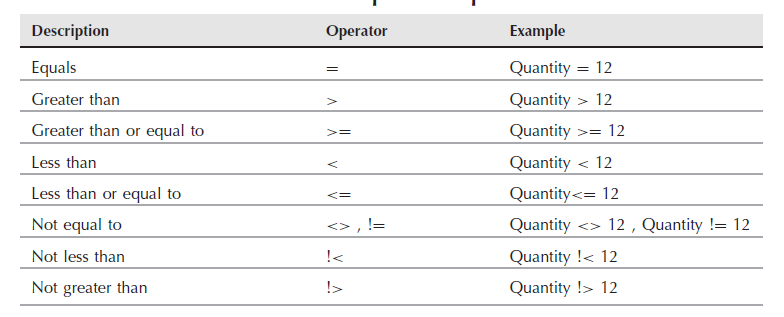 Description Operator Example
Equals = Quantity = 12
Greater than > Quantity > 12
Greater than or equal to >= Quantity >= 12
Less than < Quantity < 12
Less than or equal to <= Quantity<= 12
Not equal to <> , != Quantity <> 12 , Quantity != 12
Not less than !< Quantity !< 12
Not greater than !> Quantity !> 12